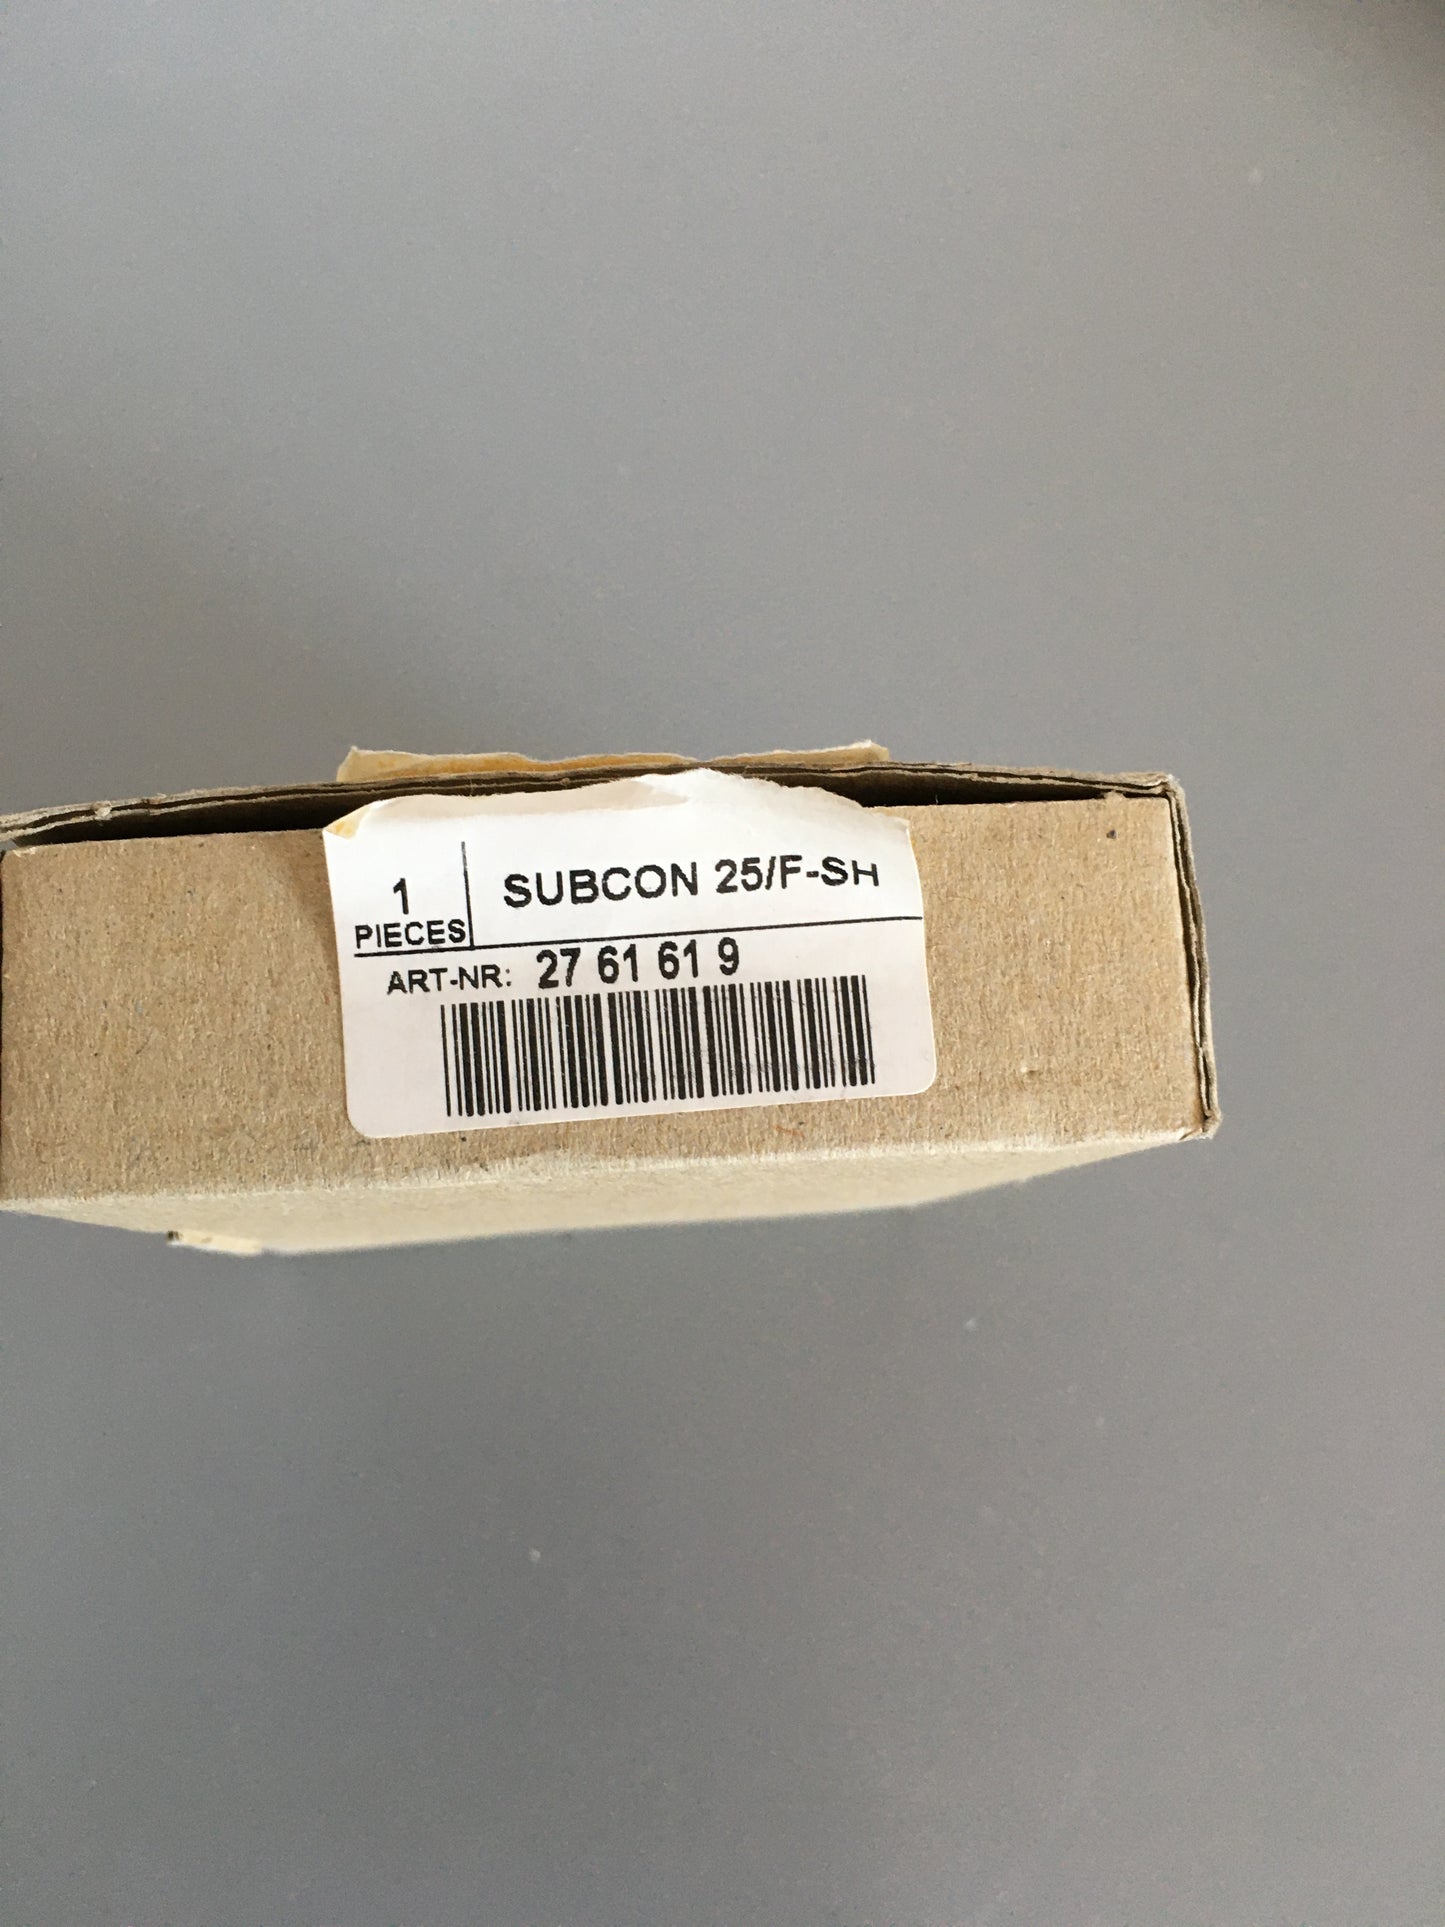 1
PIECES
SUBCON 25/F-SH
ART-NR: 27 61 61 9